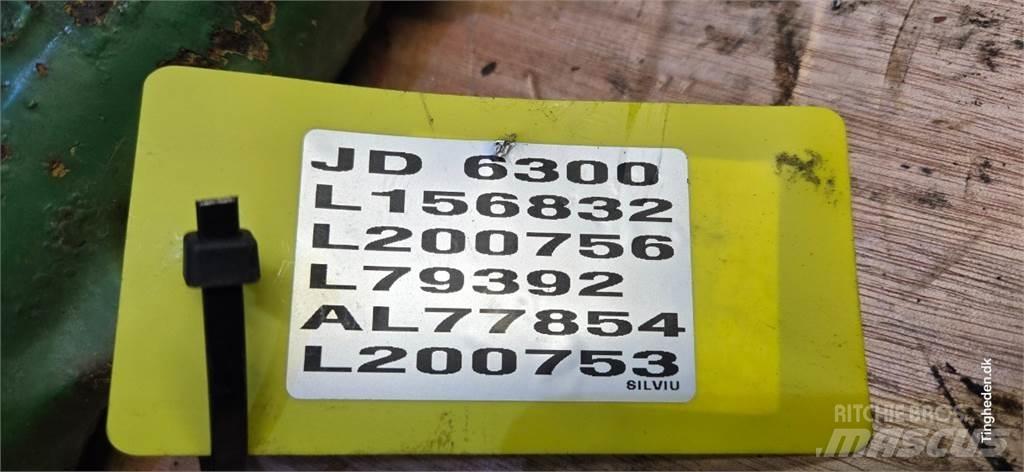 JD 6300
L156832
L200756
L79392
AL77854
L200753
SILVIU
RITCHIE BROS.
MASCUS
Tingheden.dk